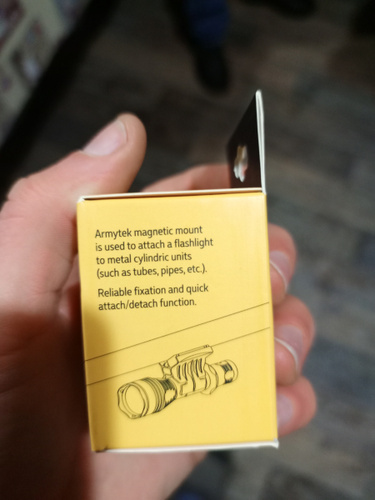 Armytek magnetic mount
is used to attach a flashlight
to metal cylindric units
(such as tubes, pipes, etc.).
Reliable fixation and quick
attach/detach function.